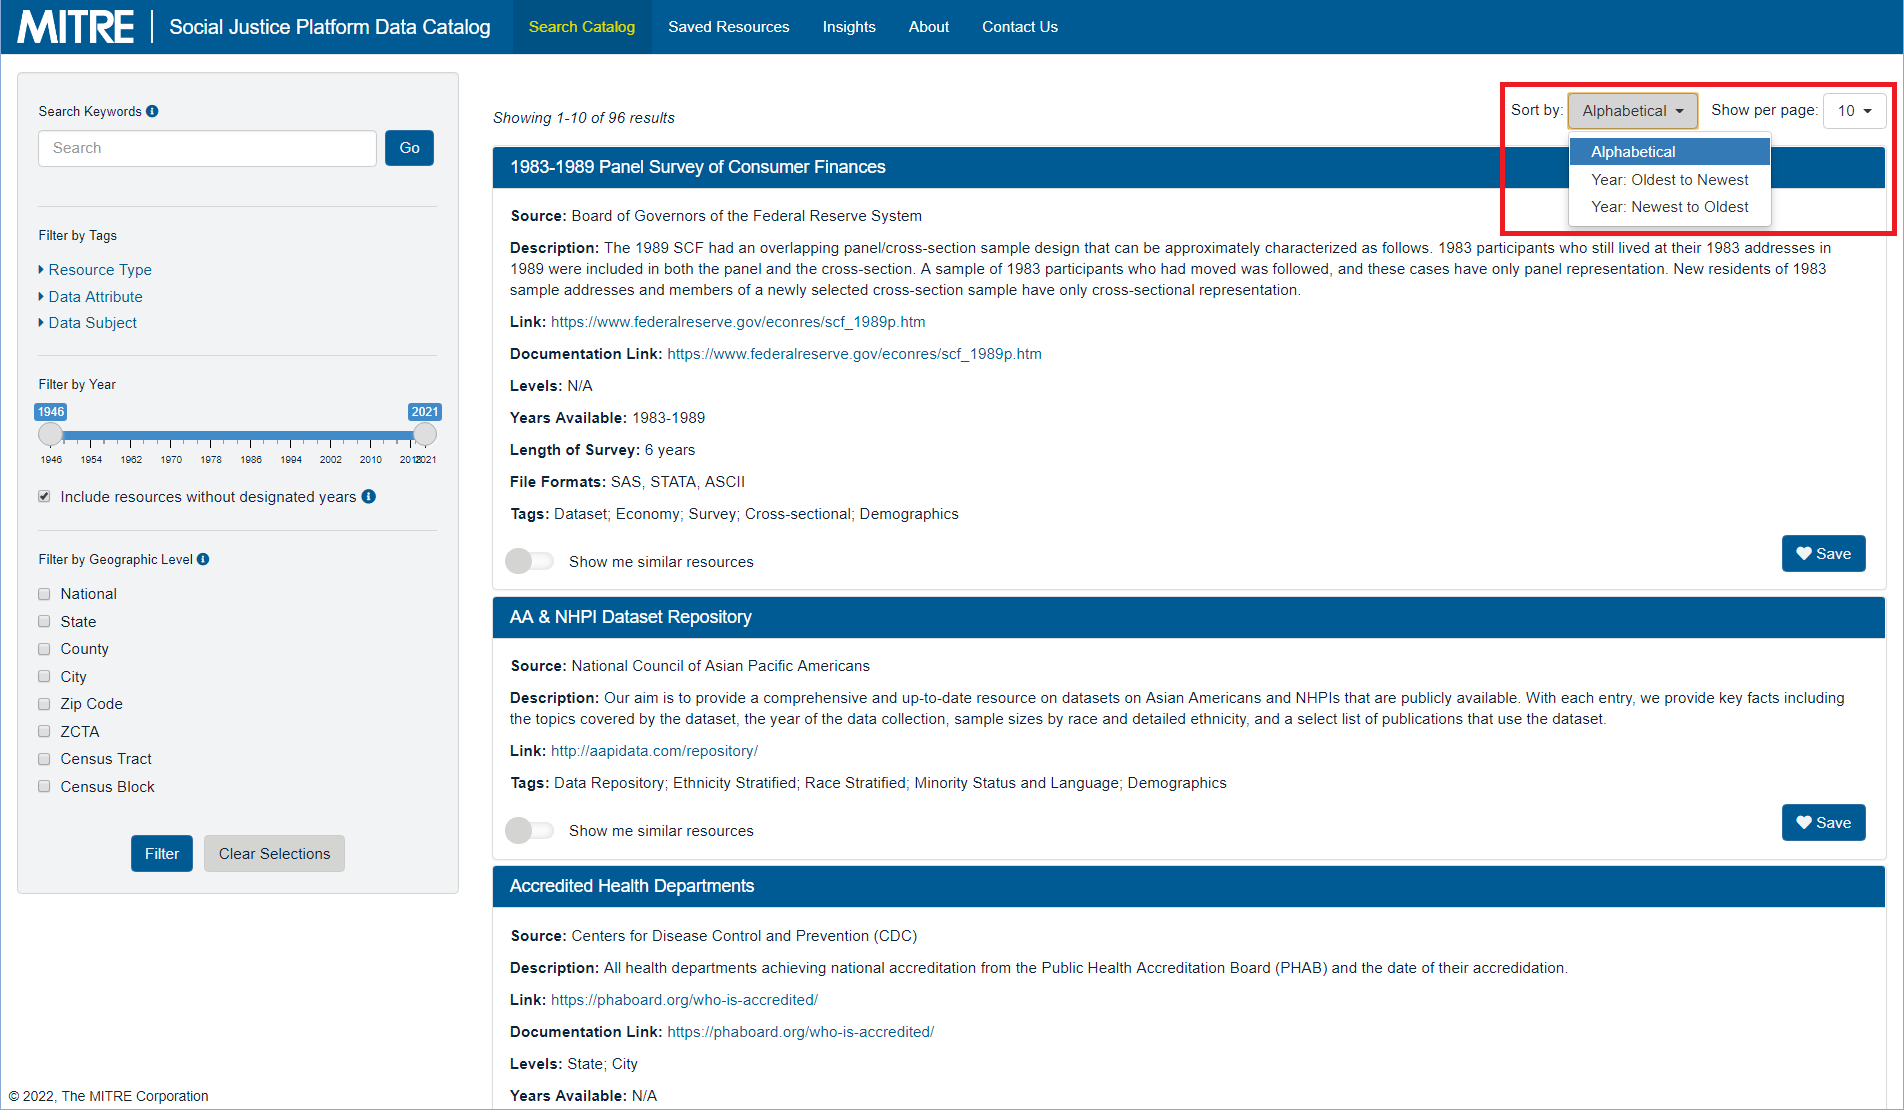 MITRE | Social Justice Platform Data Catalog Search Catalog Saved Resources Insights About Contact Us
Search Keywords
Search Go
Filter by Tags
Resource Type
Data Attribute
Data Subject
Filter by Year
1946 2021
1946 1954 1962 1970 1978 1986 1994 2002 2010 2018 2021
Include resources without designated years
Filter by Geographic Level
National
State
County
City
Zip Code
ZCTA
Census Tract
Census Block
Filter Clear Selections
© 2022, The MITRE Corporation
Showing 1-10 of 96 results
Sort by: Alphabetical Show per page: 10
Alphabetical
Year: Oldest to Newest
Year: Newest to Oldest
1983-1989 Panel Survey of Consumer Finances
Source: Board of Governors of the Federal Reserve System
Description: The 1989 SCF had an overlapping panel/cross-section sample design that can be approximately characterized as follows. 1983 participants who still lived at their 1983 addresses in
1989 were included in both the panel and the cross-section. A sample of 1983 participants who had moved was followed, and these cases have only panel representation. New residents of 1983
sample addresses and members of a newly selected cross-section sample have only cross-sectional representation.
Link: https://www.federalreserve.gov/econres/scf_1989p.htm
Documentation Link: https://www.federalreserve.gov/econres/scf_1989p.htm
Levels: N/A
Years Available: 1983-1989
Length of Survey: 6 years
File Formats: SAS, STATA, ASCII
Tags: Dataset; Economy; Survey; Cross-sectional; Demographics
Show me similar resources Save
AA & NHPI Dataset Repository
Source: National Council of Asian Pacific Americans
Description: Our aim is to provide a comprehensive and up-to-date resource on datasets on Asian Americans and NHPIs that are publicly available. With each entry, we provide key facts including
the topics covered by the dataset, the year of the data collection, sample sizes by race and detailed ethnicity, and a select list of publications that use the dataset.
Link: http://aapidata.com/repository/
Tags: Data Repository; Ethnicity Stratified; Race Stratified; Minority Status and Language; Demographics
Show me similar resources Save
Accredited Health Departments
Source: Centers for Disease Control and Prevention (CDC)
Description: All health departments achieving national accreditation from the Public Health Accreditation Board (PHAB) and the date of their accredidation.
Link: https://phaboard.org/who-is-accredited/
Documentation Link: https://phaboard.org/who-is-accredited/
Levels: State; City
Years Available: N/A